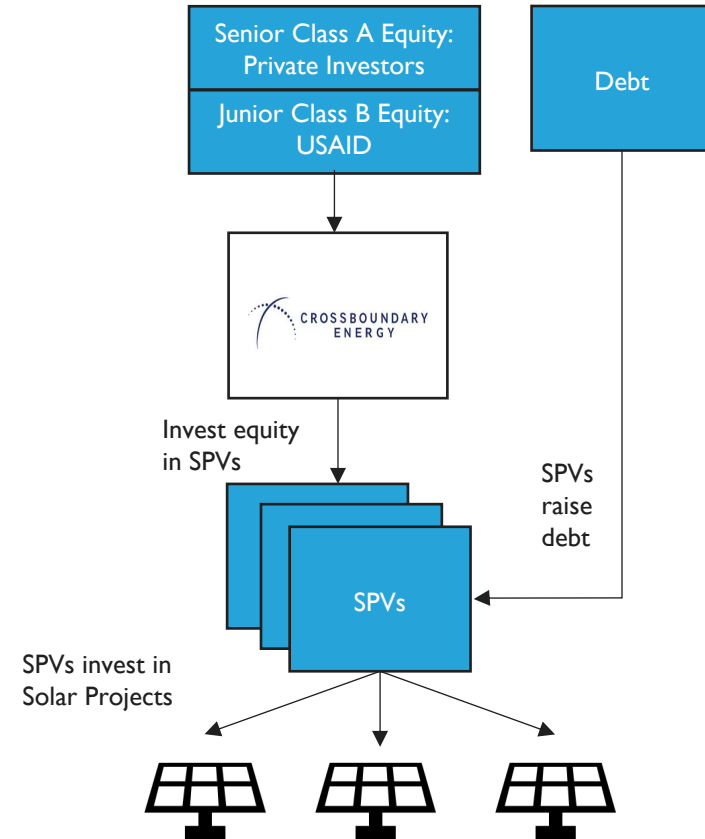 Senior Class A Equity:
Private Investors
Junior Class B Equity:
USAID
Debt
CROSSBOUNDARY
ENERGY
Invest equity
in SPVs
SPVs
raise
debt
SPVs
SPVs invest in
Solar Projects